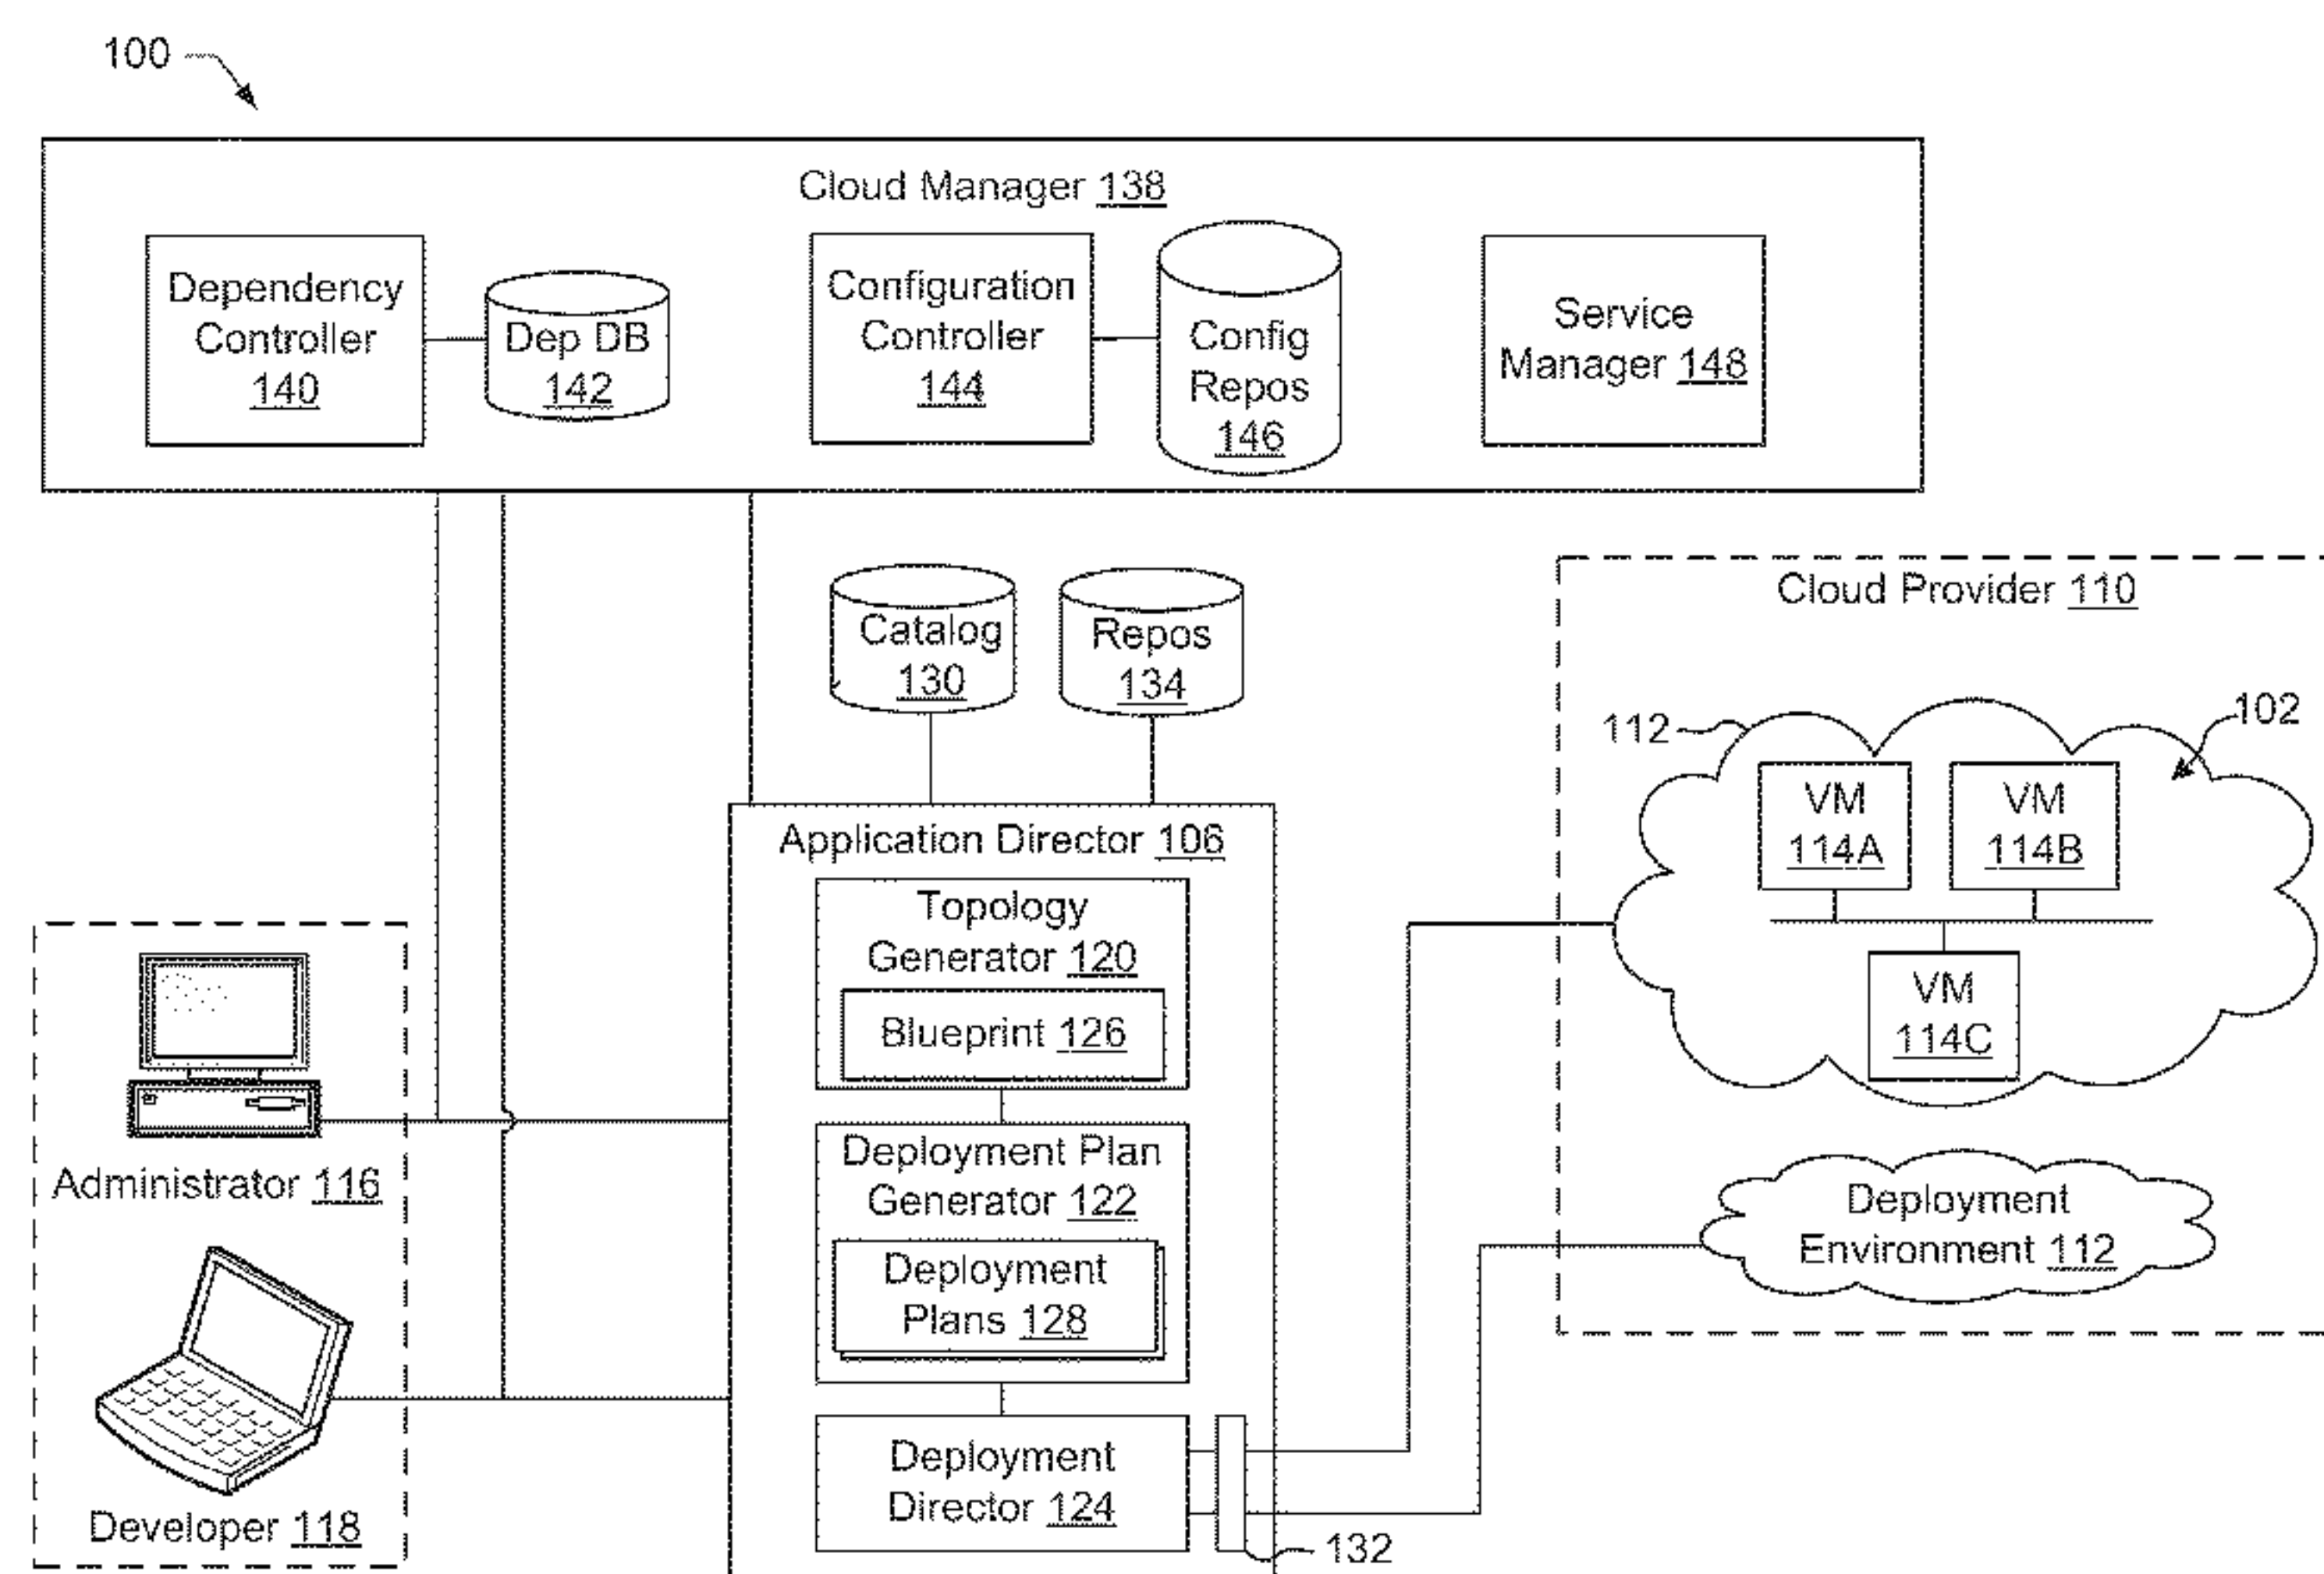 100
Cloud Manager 138
Dependency
Controller
140
Dep DB
142
Configuration
Controller
144
Config
Repos
146
Service
Manager 148
Catalog
130
Repos
134
Cloud Provider 110
112
102
VM
114A
VM
114B
VM
114C
Deployment
Environment 112
Application Director 106
Topology
Generator 120
Blueprint 126
Deployment Plan
Generator 122
Deployment
Plans 128
Deployment
Director 124
132
Administrator 116
Developer 118